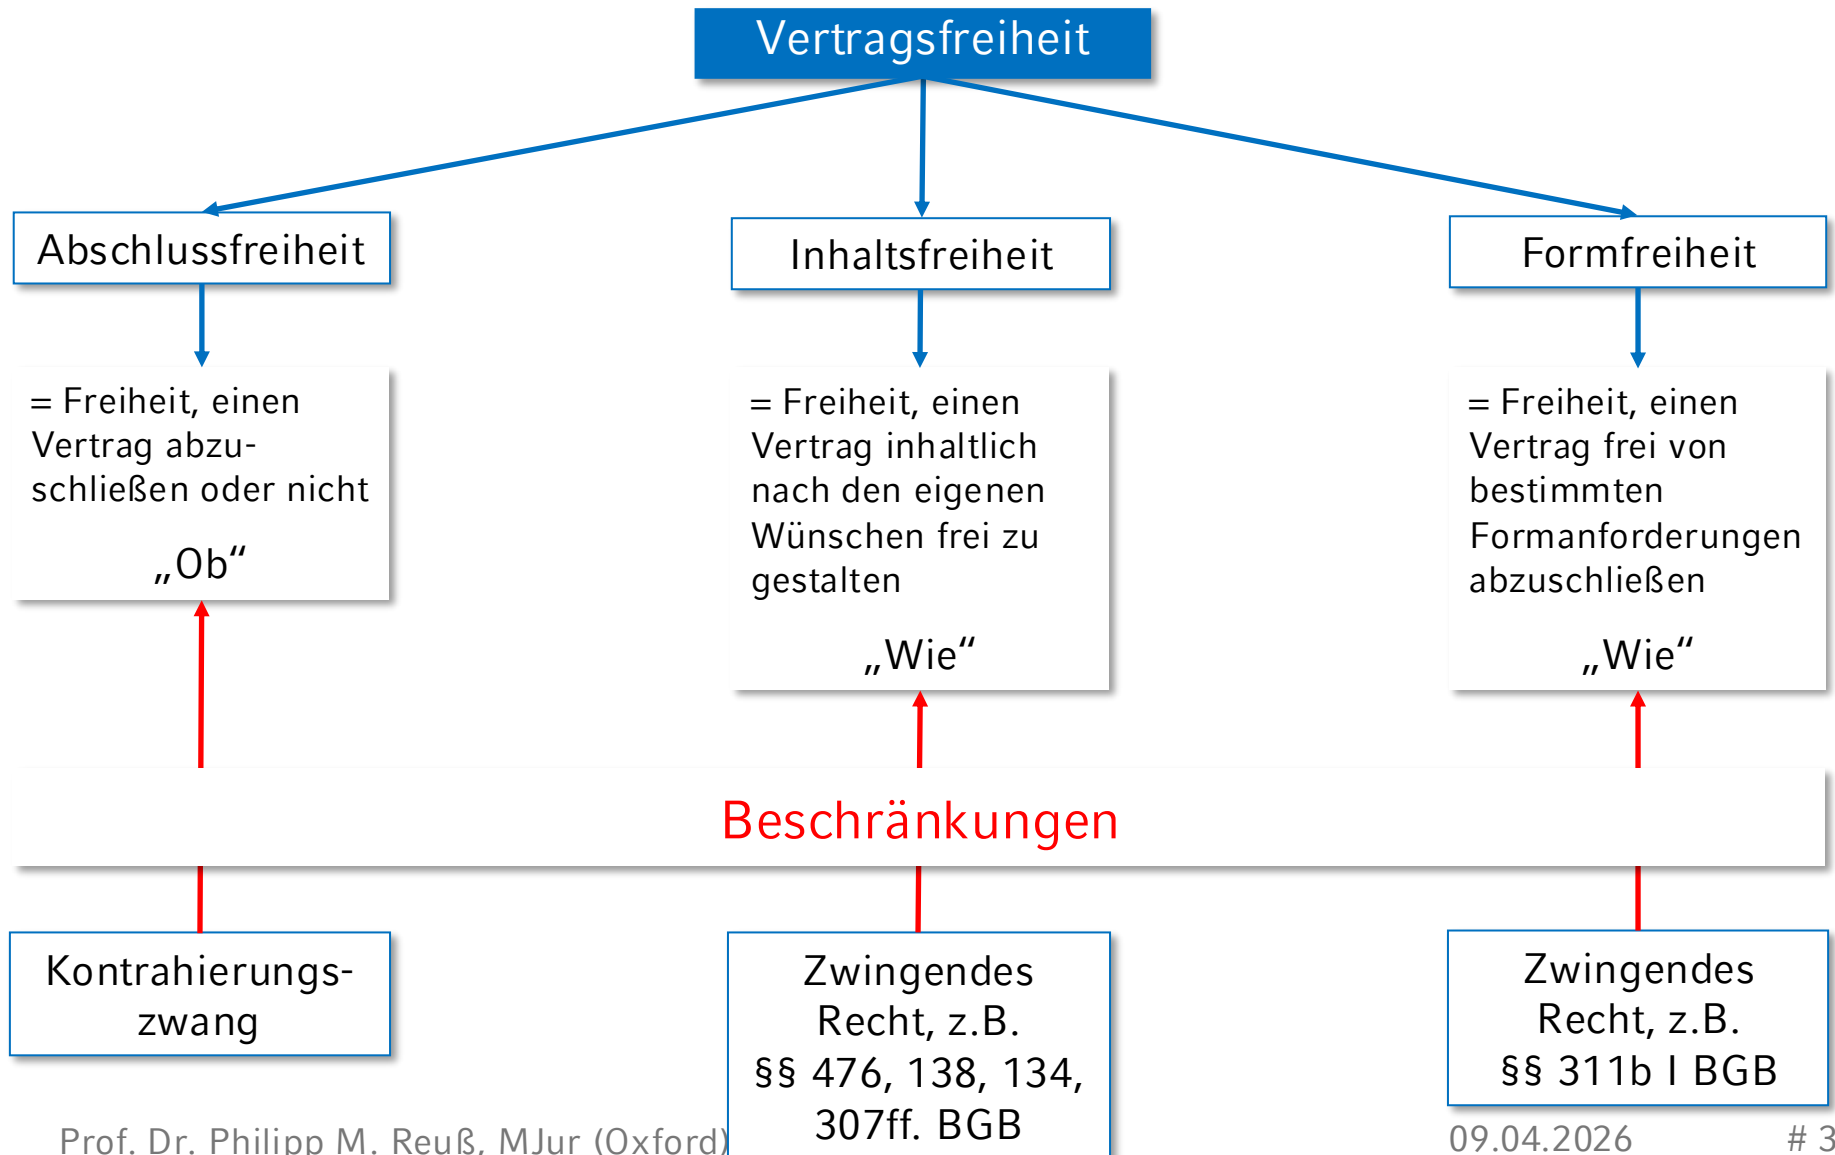 Vertragsfreiheit
Abschlussfreiheit
= Freiheit, einen
Vertrag abzu-
schließen oder nicht
„Ob“
Inhaltsfreiheit
= Freiheit, einen
Vertrag inhaltlich
nach den eigenen
Wünschen frei zu
gestalten
„Wie“
Formfreiheit
= Freiheit, einen
Vertrag frei von
bestimmten
Formanforderungen
abzuschließen
„Wie“
Beschränkungen
Kontrahierungs-
zwang
Zwingendes
Recht, z.B.
§§ 476, 138, 134,
307ff. BGB
Zwingendes
Recht, z.B.
§§ 311b I BGB
Prof. Dr. Philipp M. Reuß, MJur (Oxford)
09.04.2026
# 3